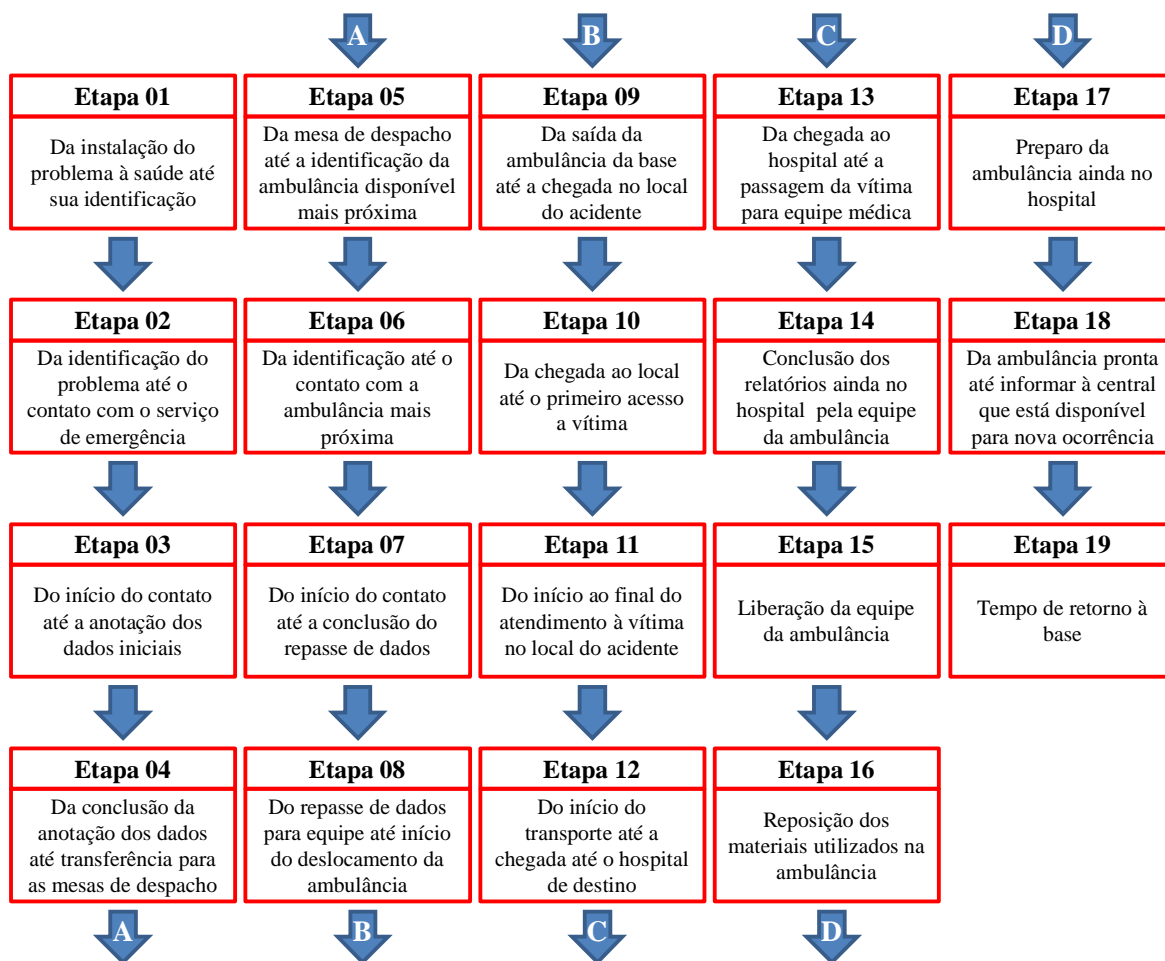 A
B
C
D
Etapa 01
Da instalação do
problema à saúde até
sua identificação
Etapa 02
Da identificação do
problema até o
contato com o serviço
de emergência
Etapa 03
Do início do contato
até a anotação dos
dados iniciais
Etapa 04
Da conclusão da
anotação dos dados
até transferência para
as mesas de despacho
A
Etapa 05
Da mesa de despacho
até a identificação da
ambulância disponível
mais próxima
Etapa 06
Da identificação até o
contato com a
ambulância mais
próxima
Etapa 07
Do início do contato
até a conclusão do
repasse de dados
Etapa 08
Do repasse de dados
para equipe até início
do deslocamento da
ambulância
B
Etapa 09
Da saída da
ambulância da base
até a chegada no local
do acidente
Etapa 10
Da chegada ao local
até o primeiro acesso
a vítima
Etapa 11
Do início ao final do
atendimento à vítima
no local do acidente
Etapa 12
Do início do
transporte até a
chegada até o hospital
de destino
C
Etapa 13
Da chegada ao
hospital até a
passagem da vítima
para equipe médica
Etapa 14
Conclusão dos
relatórios ainda no
hospital pela equipe
da ambulância
Etapa 15
Liberação da equipe
da ambulância
Etapa 16
Reposição dos
materiais utilizados na
ambulância
D
Etapa 17
Preparo da
ambulância ainda no
hospital
Etapa 18
Da ambulância pronta
até informar à central
que está disponível
para nova ocorrência
Etapa 19
Tempo de retorno à
base